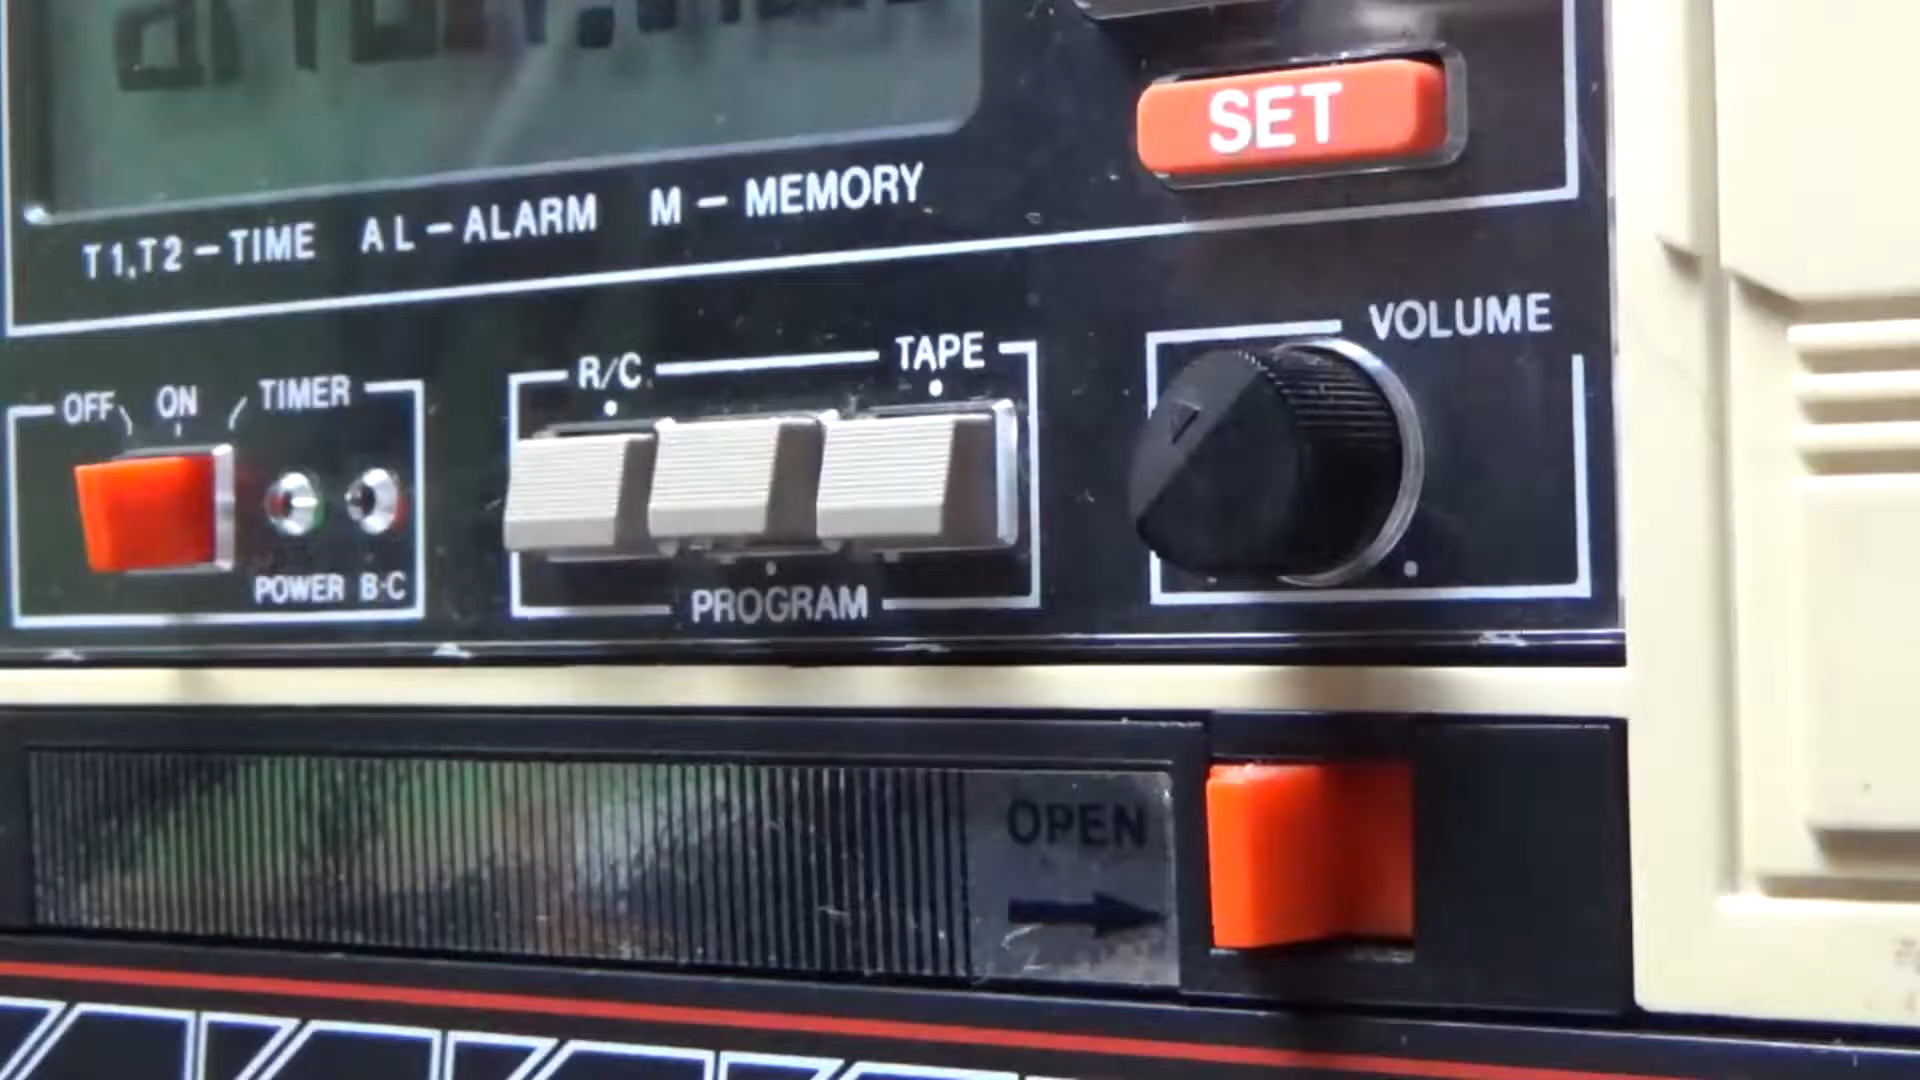 SET
T1,T2 – TIME AL – ALARM M – MEMORY
VOLUME
R/C TAPE
OFF ON TIMER
POWER B·C
PROGRAM
OPEN